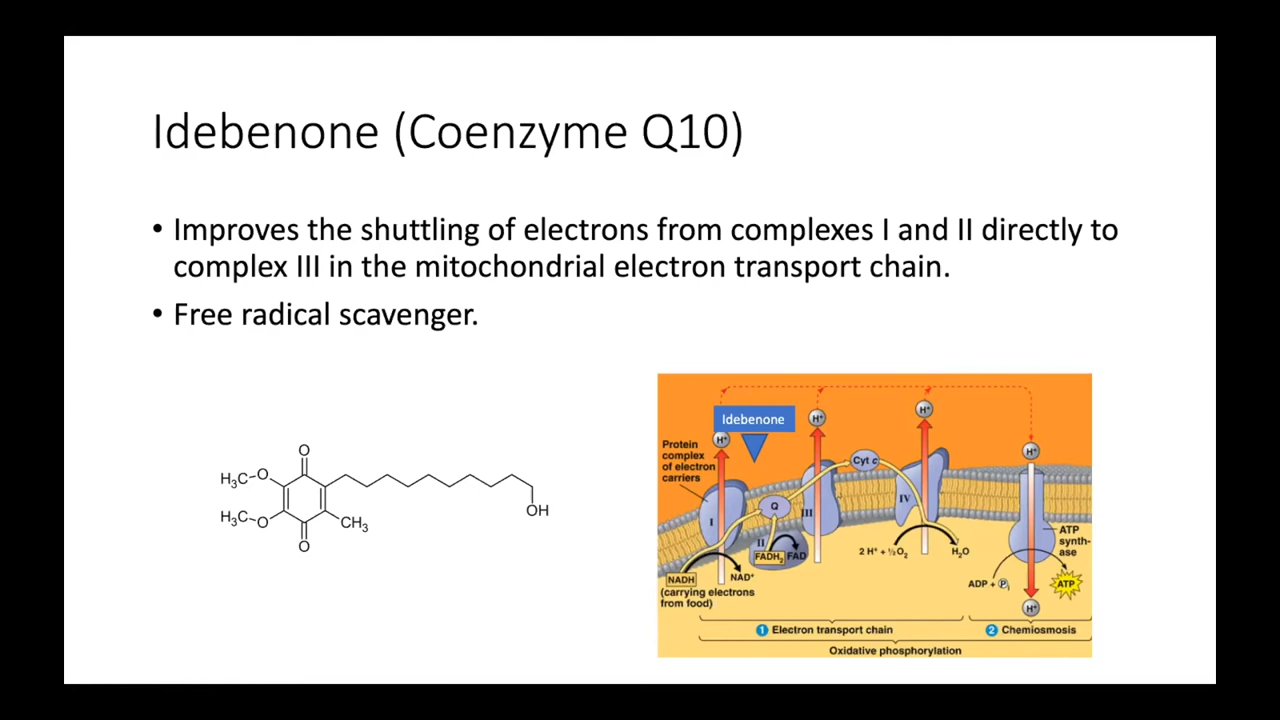 Idebenone (Coenzyme Q10)
• Improves the shuttling of electrons from complexes I and II directly to
complex III in the mitochondrial electron transport chain.
• Free radical scavenger.
O
H₃C-O
H₃C-O
CH₃
O
OH
H⁺
H⁺
H⁺
Idebenone
H⁺
Protein
complex
of electron
carriers
Cyt c
H⁺
I
Q
III
IV
II
FADH₂ FAD
2 H⁺ + ½ O₂
H₂O
ATP
synth-
ase
NADH
NAD⁺
(carrying electrons
from food)
ADP + Pᵢ
ATP
H⁺
1 Electron transport chain
2 Chemiosmosis
Oxidative phosphorylation